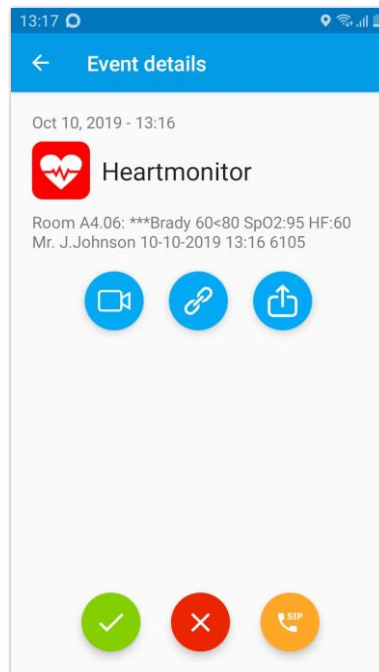 13:17
Event details
Oct 10, 2019 - 13:16
Heartmonitor
Room A4.06: ***Brady 60<80 SpO2:95 HF:60
Mr. J.Johnson 10-10-2019 13:16 6105
SIP